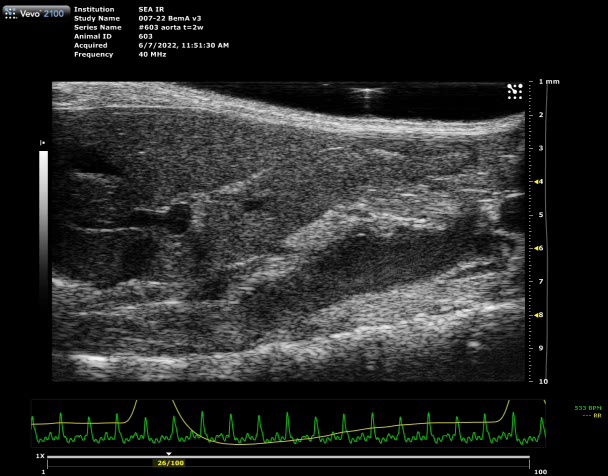 Vevo 2100
Institution SEA IR
Study Name 007-22 BemA v3
Series Name #603 aorta t=2w
Animal ID 603
Acquired 6/7/2022, 11:51:30 AM
Frequency 40 MHz
1 mm
2
3
4
5
6
7
8
9
10
533 BPM
--- RR
1X
26/100
1
100